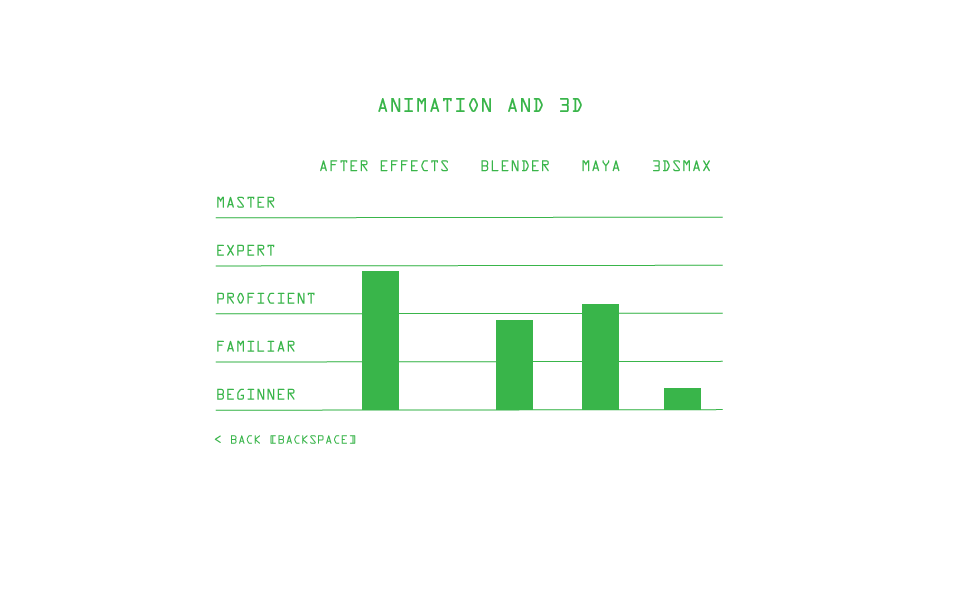 ANIMATION AND 3D
AFTER EFFECTS BLENDER MAYA 3DSMAX
MASTER
EXPERT
PROFICIENT
FAMILIAR
BEGINNER
< BACK [BACKSPACE]